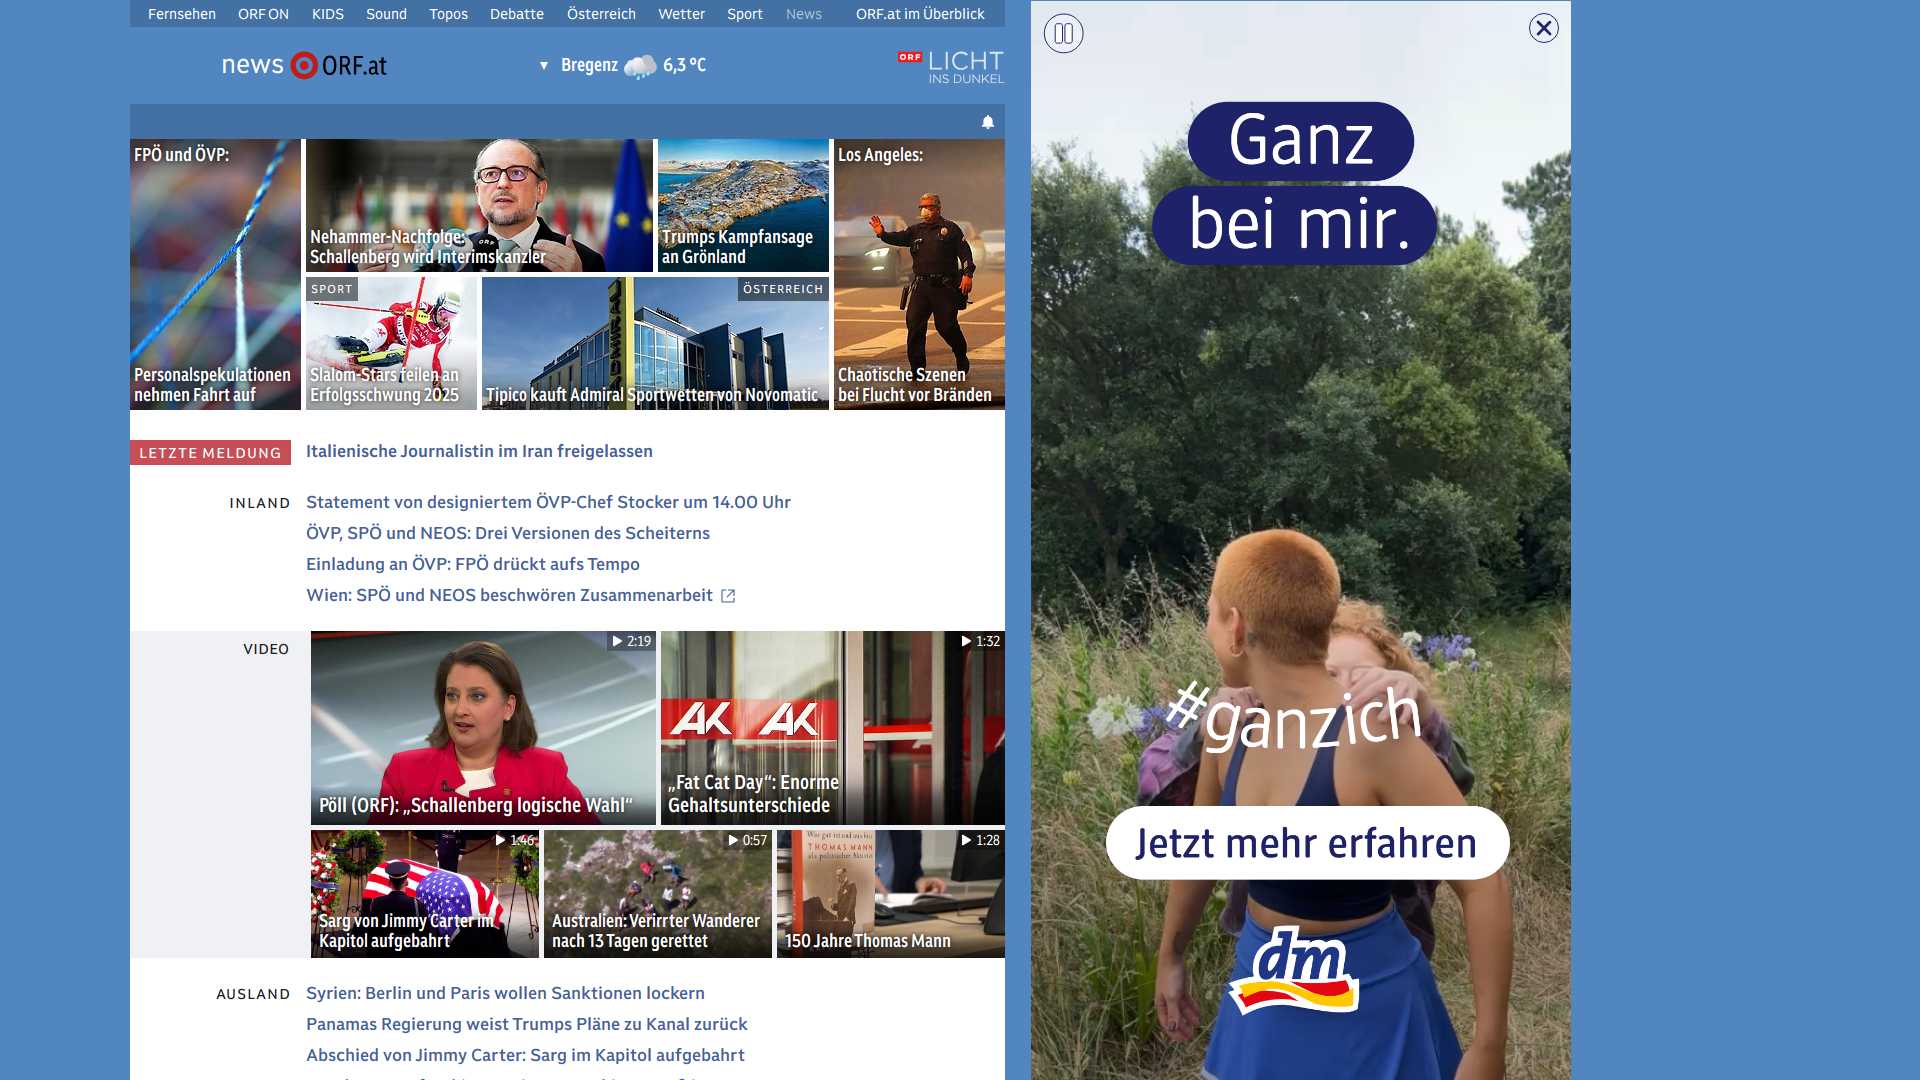 Fernsehen ORF ON KIDS Sound Topos Debatte Österreich Wetter Sport News ORF.at im Überblick
news ORF.at
Bregenz 6,3 °C
ORF LICHT
INS DUNKEL
FPÖ und ÖVP:
Personalspekulationen
nehmen Fahrt auf
Nehammer-Nachfolge:
Schallenberg wird Interimskanzler
Trumps Kampfansage
an Grönland
Los Angeles:
Chaotische Szenen
bei Flucht vor Bränden
SPORT
Slalom-Stars feilen an
Erfolgsschwung 2025
ÖSTERREICH
Tipico kauft Admiral Sportwetten von Novomatic
LETZTE MELDUNG
Italienische Journalistin im Iran freigelassen
INLAND
Statement von designiertem ÖVP-Chef Stocker um 14.00 Uhr
ÖVP, SPÖ und NEOS: Drei Versionen des Scheiterns
Einladung an ÖVP: FPÖ drückt aufs Tempo
Wien: SPÖ und NEOS beschwören Zusammenarbeit
VIDEO
2:19
Pöll (ORF): „Schallenberg logische Wahl“
1:32
AK AK
„Fat Cat Day“: Enorme
Gehaltsunterschiede
1:46
Sarg von Jimmy Carter im
Kapitol aufgebahrt
0:57
Australien: Verirrter Wanderer
nach 13 Tagen gerettet
1:28
THOMAS MANN
150 Jahre Thomas Mann
AUSLAND
Syrien: Berlin und Paris wollen Sanktionen lockern
Panamas Regierung weist Trumps Pläne zu Kanal zurück
Abschied von Jimmy Carter: Sarg im Kapitol aufgebahrt
Ganz
bei mir.
#ganzich
Jetzt mehr erfahren
dm